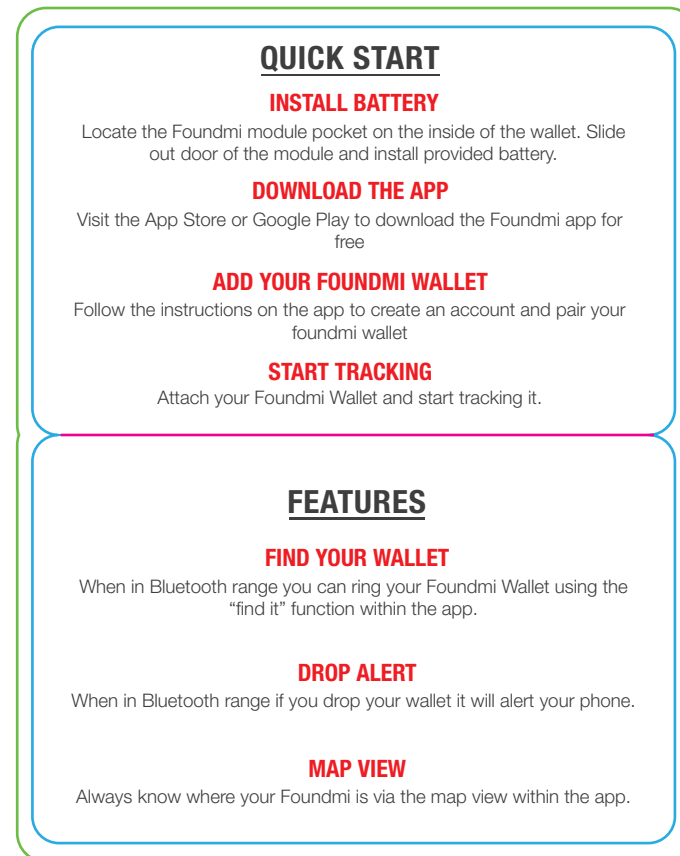 QUICK START
INSTALL BATTERY
Locate the Foundmi module pocket on the inside of the wallet. Slide
out door of the module and install provided battery.
DOWNLOAD THE APP
Visit the App Store or Google Play to download the Foundmi app for
free
ADD YOUR FOUNDMI WALLET
Follow the instructions on the app to create an account and pair your
foundmi wallet
START TRACKING
Attach your Foundmi Wallet and start tracking it.
FEATURES
FIND YOUR WALLET
When in Bluetooth range you can ring your Foundmi Wallet using the
“find it” function within the app.
DROP ALERT
When in Bluetooth range if you drop your wallet it will alert your phone.
MAP VIEW
Always know where your Foundmi is via the map view within the app.